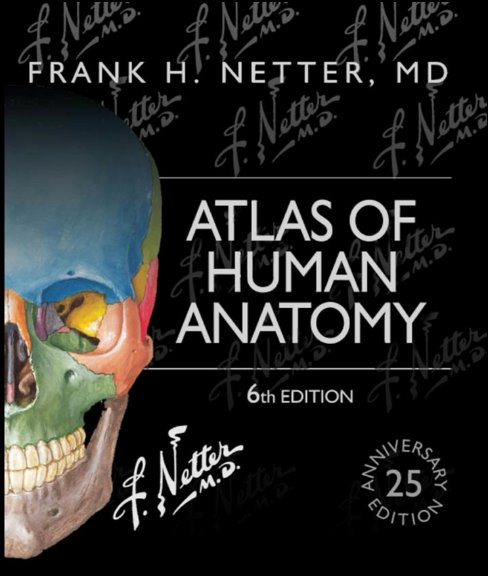 FRANK H. NETTER, MD
ATLAS OF
HUMAN
ANATOMY
6th EDITION
F. Netter
M.D.
ANNIVERSARY
25
EDITION